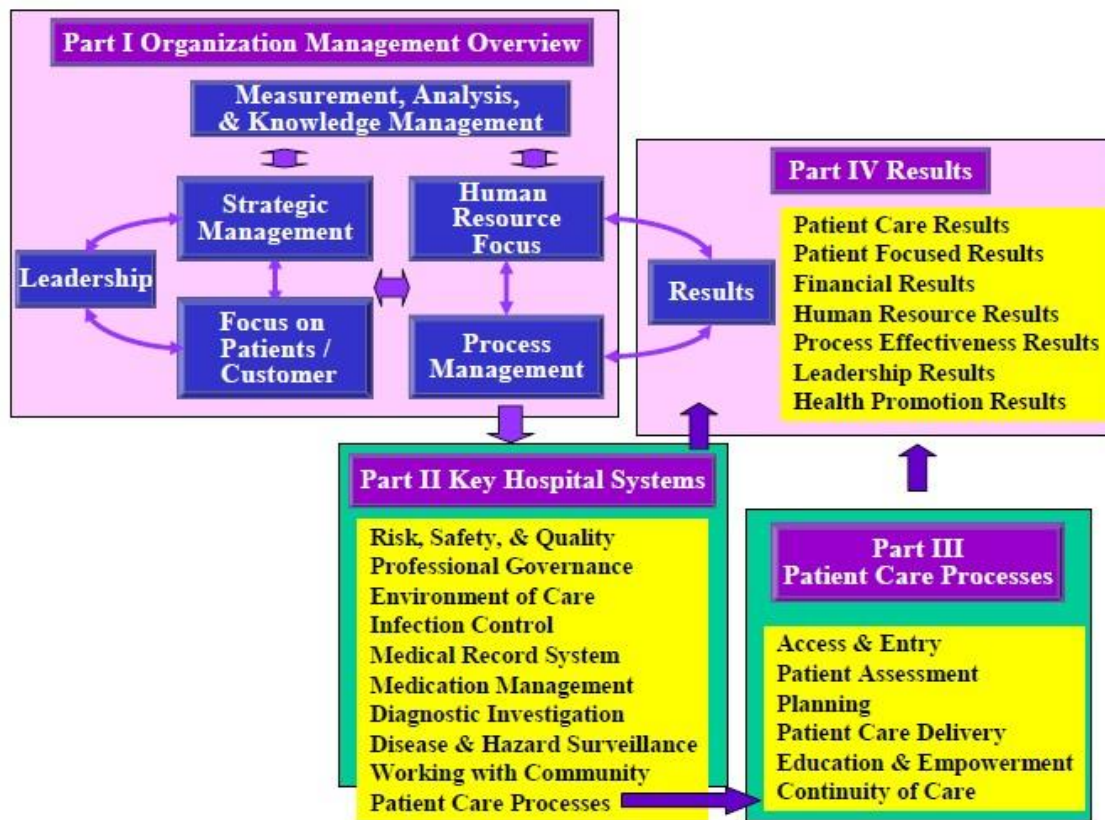 Part I Organization Management Overview
Measurement, Analysis,
& Knowledge Management
Strategic
Management
Human
Resource
Focus
Leadership
Focus on
Patients /
Customer
Process
Management
Results
Part IV Results
Patient Care Results
Patient Focused Results
Financial Results
Human Resource Results
Process Effectiveness Results
Leadership Results
Health Promotion Results
Part II Key Hospital Systems
Risk, Safety, & Quality
Professional Governance
Environment of Care
Infection Control
Medical Record System
Medication Management
Diagnostic Investigation
Disease & Hazard Surveillance
Working with Community
Patient Care Processes
Part III
Patient Care Processes
Access & Entry
Patient Assessment
Planning
Patient Care Delivery
Education & Empowerment
Continuity of Care